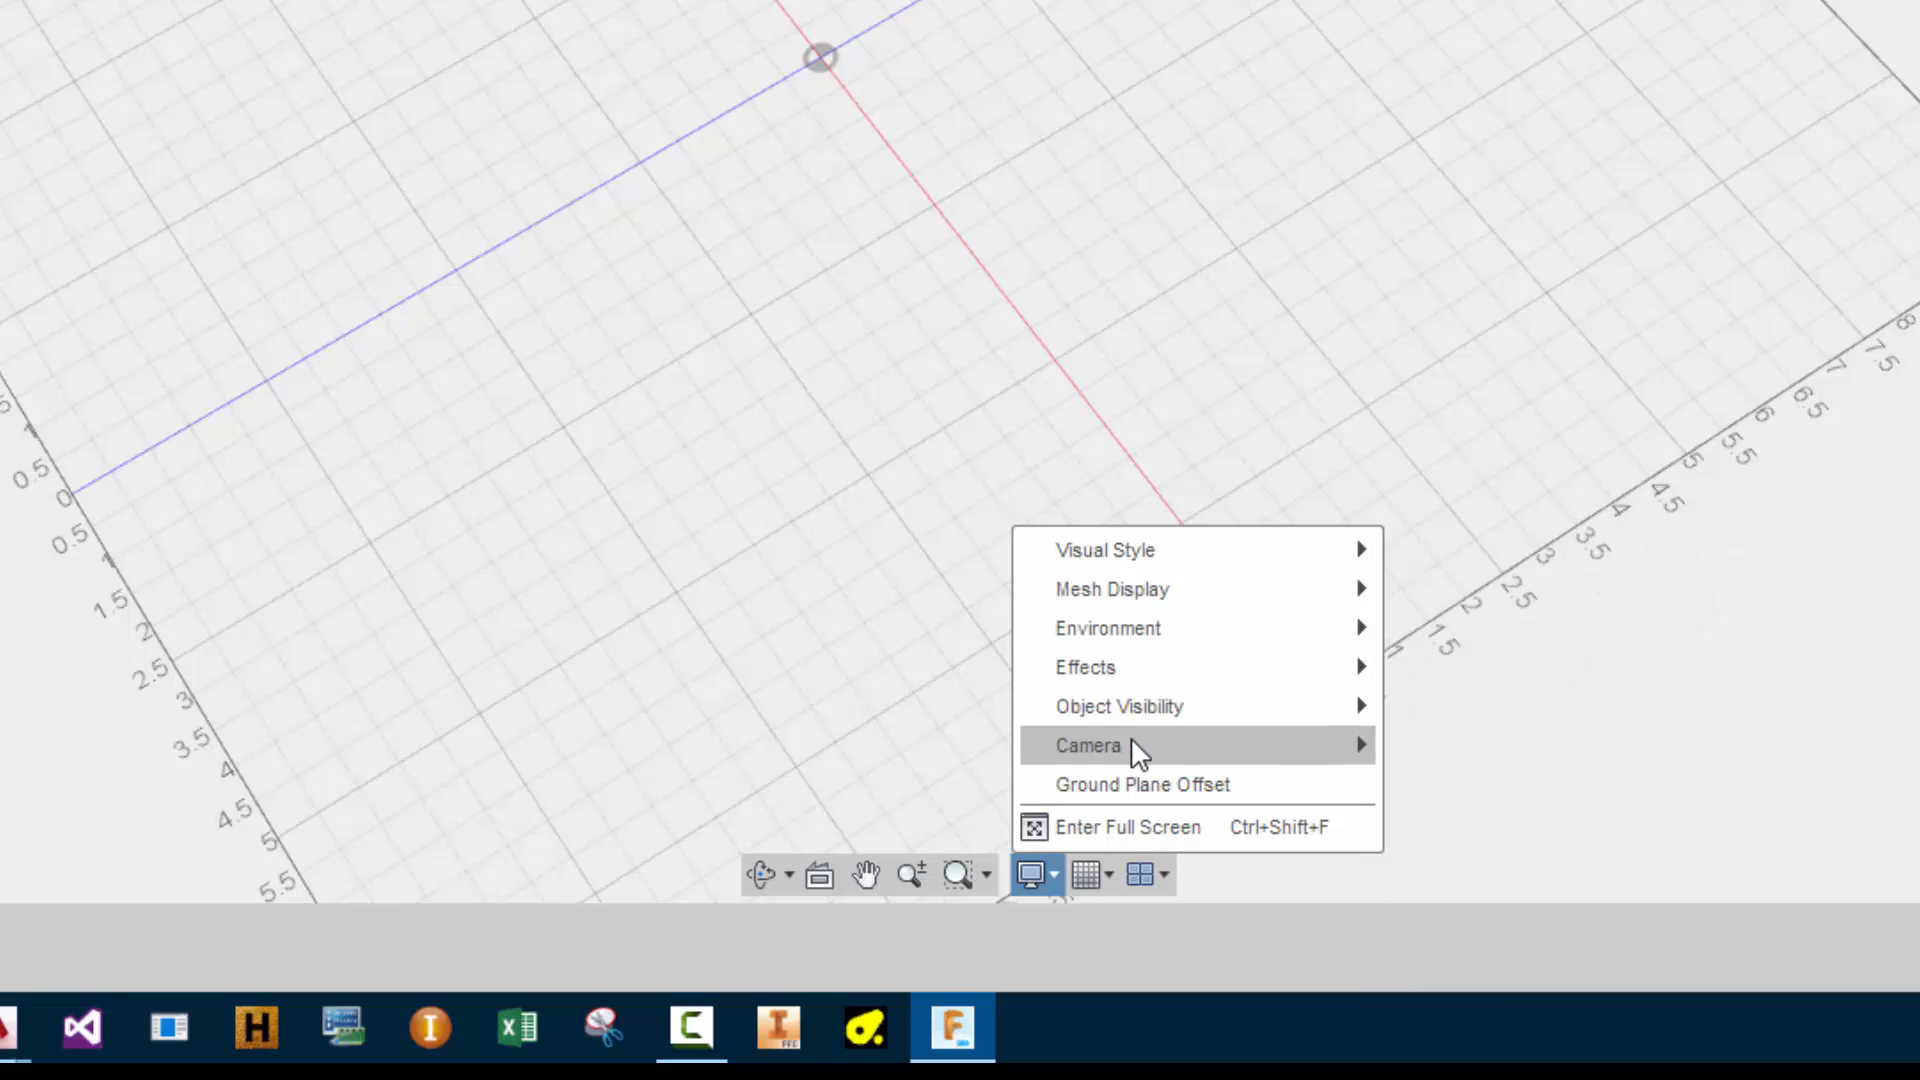 8
7.5
7
6.5
6
5.5
5
4.5
4
3.5
3
2.5
2
1.5
1
0.5
0
0.5
1
1.5
2
2.5
3
3.5
4
4.5
5
5.5
Visual Style
Mesh Display
Environment
Effects
Object Visibility
Camera
Ground Plane Offset
Enter Full Screen Ctrl+Shift+F
H
I
X
C
I
F